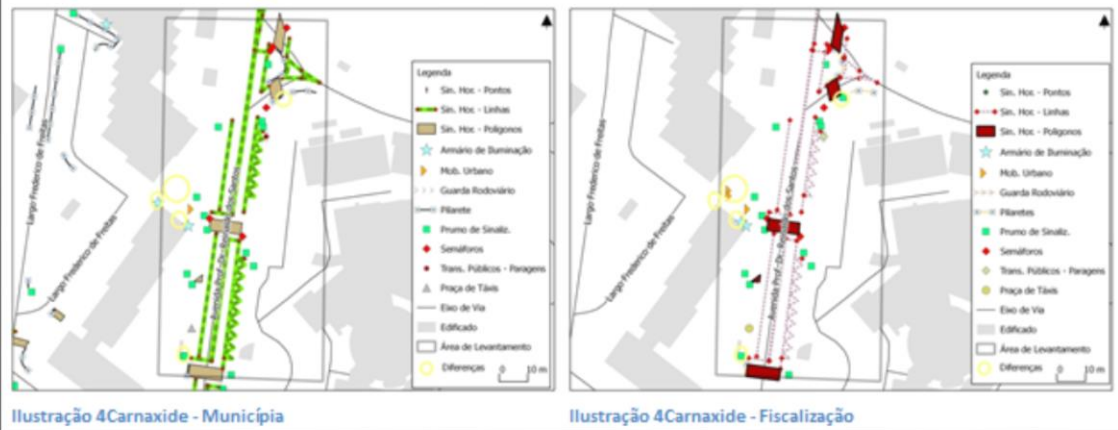 Largo Frederico de Freitas
Largo Frederico de Freitas
Avenida Prof. Dr. Reinaldo dos Santos
Legenda
Sin. Hor. - Pontos
Sin. Hor. - Linhas
Sin. Hor. - Polígonos
Armário de Iluminação
Mob. Urbano
Guarda Rodoviário
Pilarete
Prumo de Sinaliz.
Semáforos
Trans. Públicos - Paragens
Praça de Táxis
Eixo de Via
Edificado
Área de Levantamento
Diferenças
0 10 m
Ilustração 4Carnaxide - Municípia
Largo Frederico de Freitas
Largo Frederico de Freitas
Avenida Prof. Dr. Reinaldo dos Santos
Legenda
Sin. Hor. - Pontos
Sin. Hor. - Linhas
Sin. Hor. - Polígonos
Armário de Iluminação
Mob. Urbano
Guarda Rodoviário
Pilaretes
Prumo de Sinaliz.
Semáforos
Trans. Públicos - Paragens
Praça de Táxis
Eixo de Via
Edificado
Área de Levantamento
Diferenças
0 10 m
Ilustração 4Carnaxide - Fiscalização